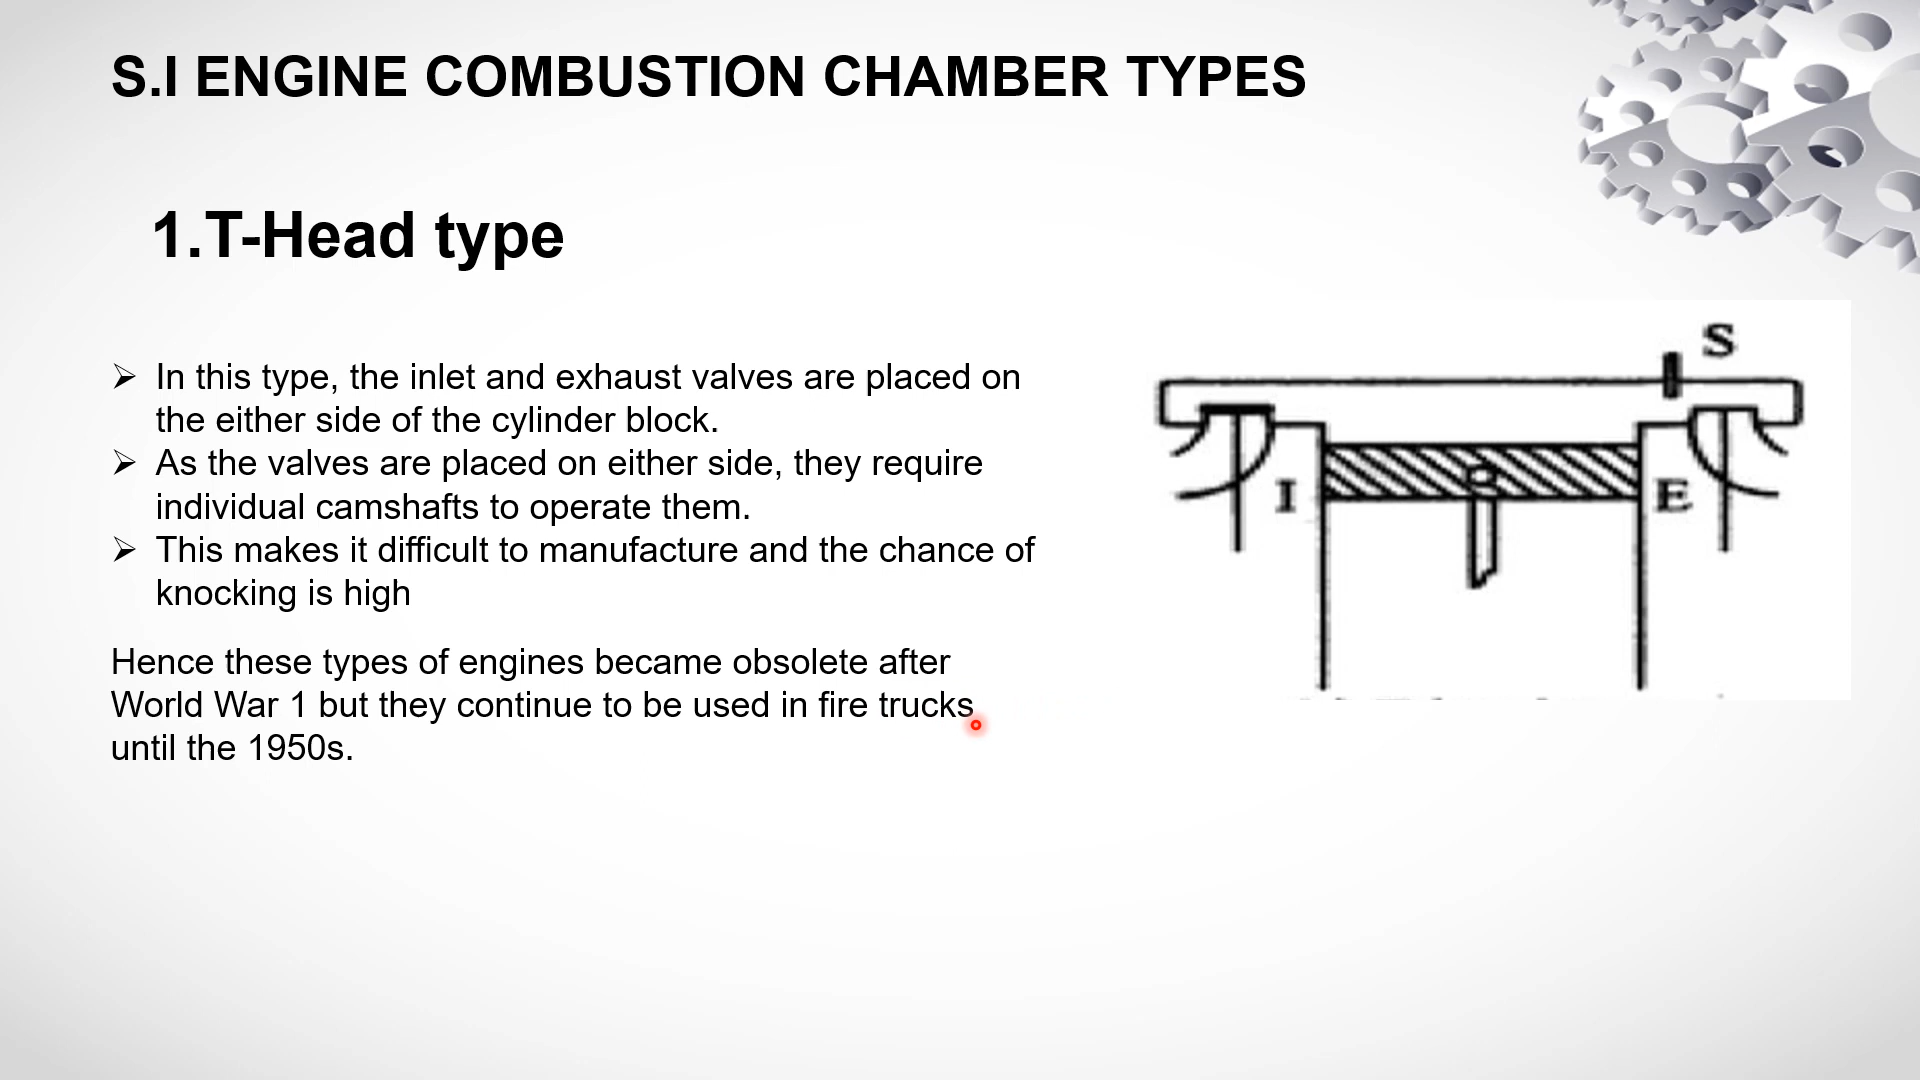 S.I ENGINE COMBUSTION CHAMBER TYPES
1.T-Head type
In this type, the inlet and exhaust valves are placed on
the either side of the cylinder block.
As the valves are placed on either side, they require
individual camshafts to operate them.
This makes it difficult to manufacture and the chance of
knocking is high
Hence these types of engines became obsolete after
World War 1 but they continue to be used in fire trucks
until the 1950s.
S
I
E